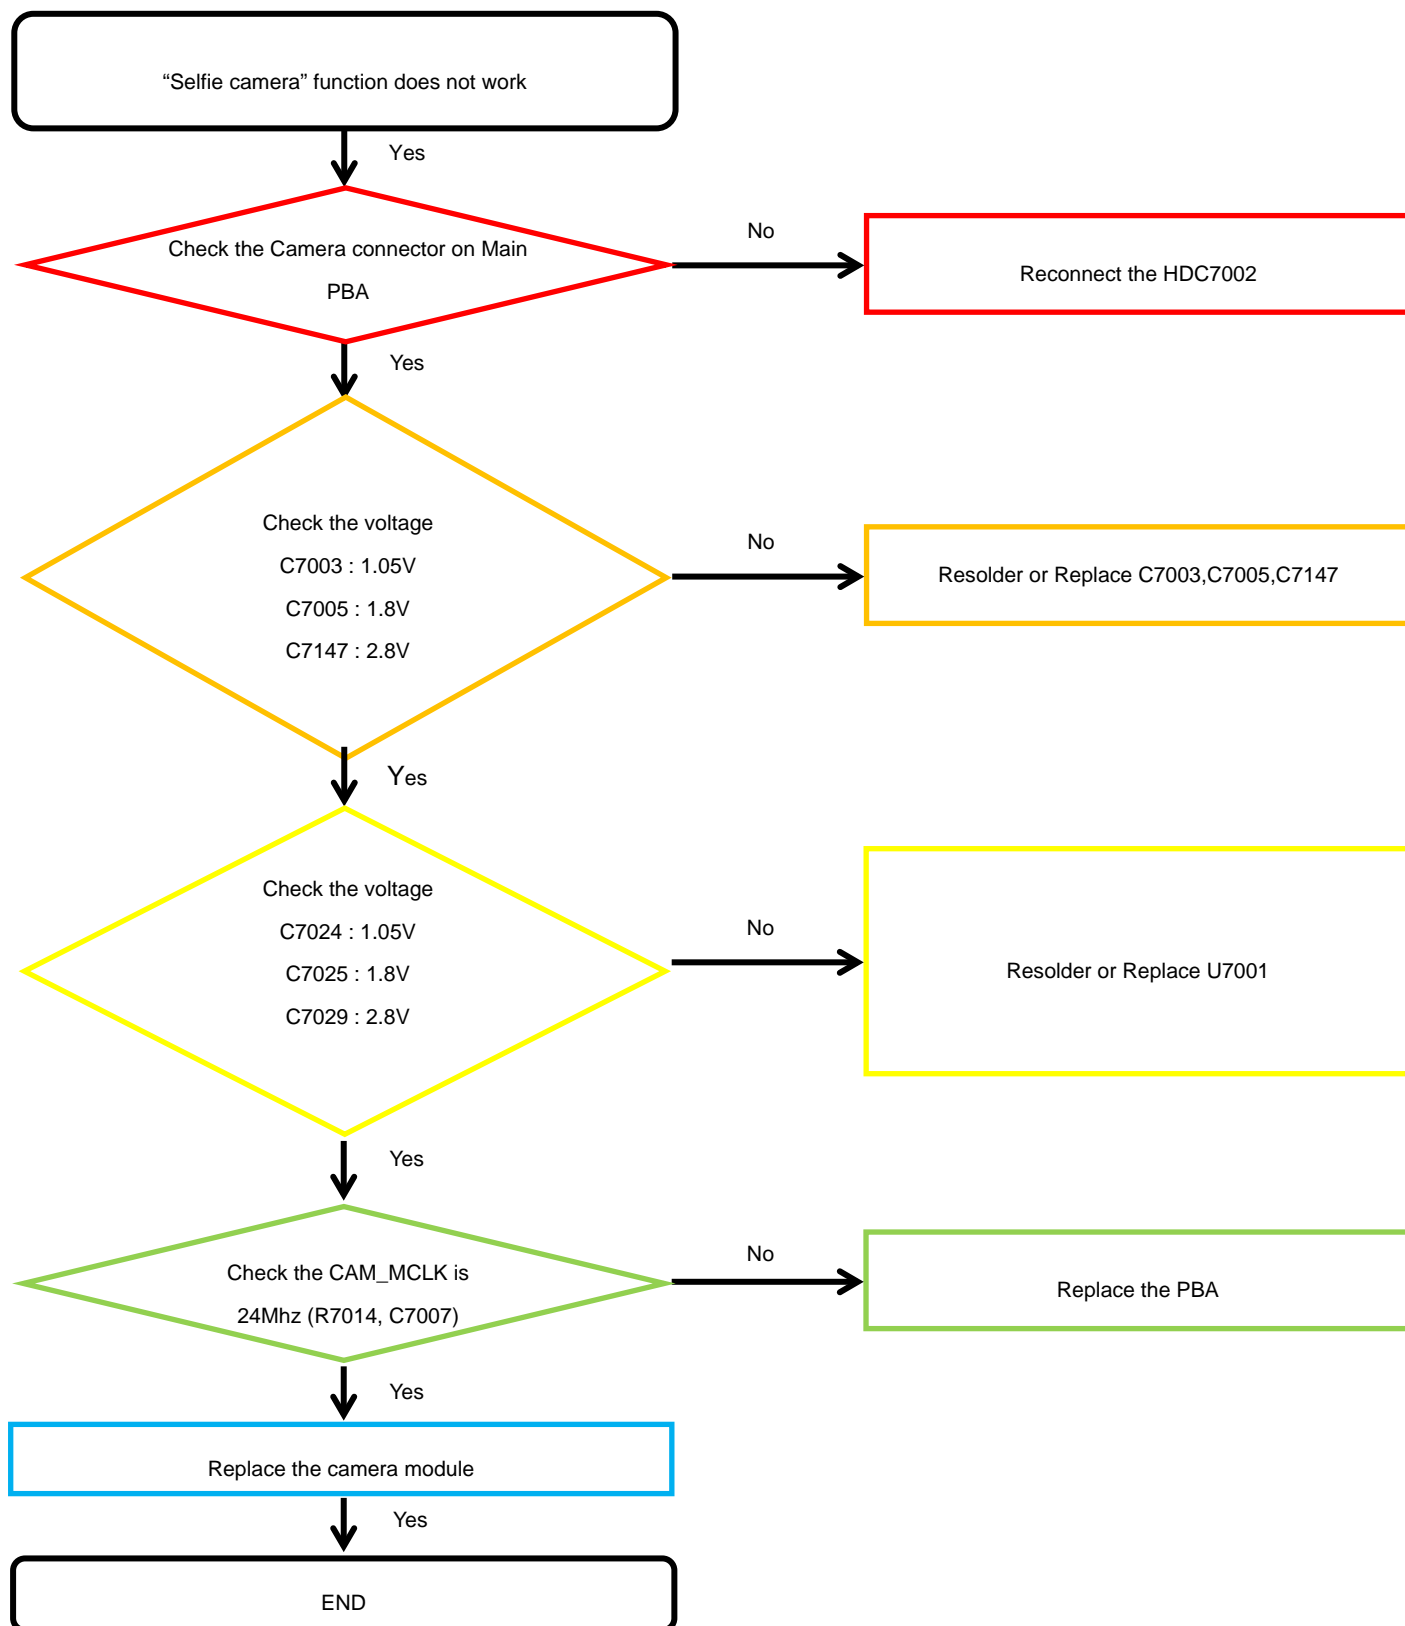 “Selfie camera” function does not work
Yes
Check the Camera connector on Main
PBA
No
Reconnect the HDC7002
Yes
Check the voltage
C7003 : 1.05V
C7005 : 1.8V
C7147 : 2.8V
No
Resolder or Replace C7003,C7005,C7147
Yes
Check the voltage
C7024 : 1.05V
C7025 : 1.8V
C7029 : 2.8V
No
Resolder or Replace U7001
Yes
Check the CAM_MCLK is
24Mhz (R7014, C7007)
No
Replace the PBA
Yes
Replace the camera module
Yes
END